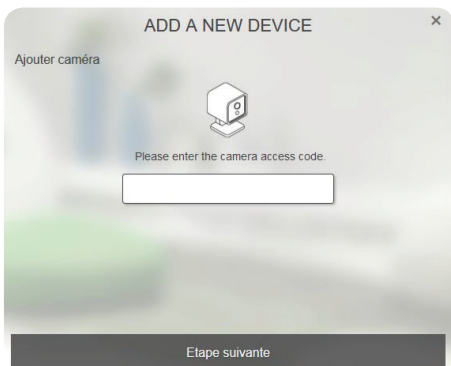 ADD A NEW DEVICE
×
Ajouter caméra
Please enter the camera access code.
Etape suivante